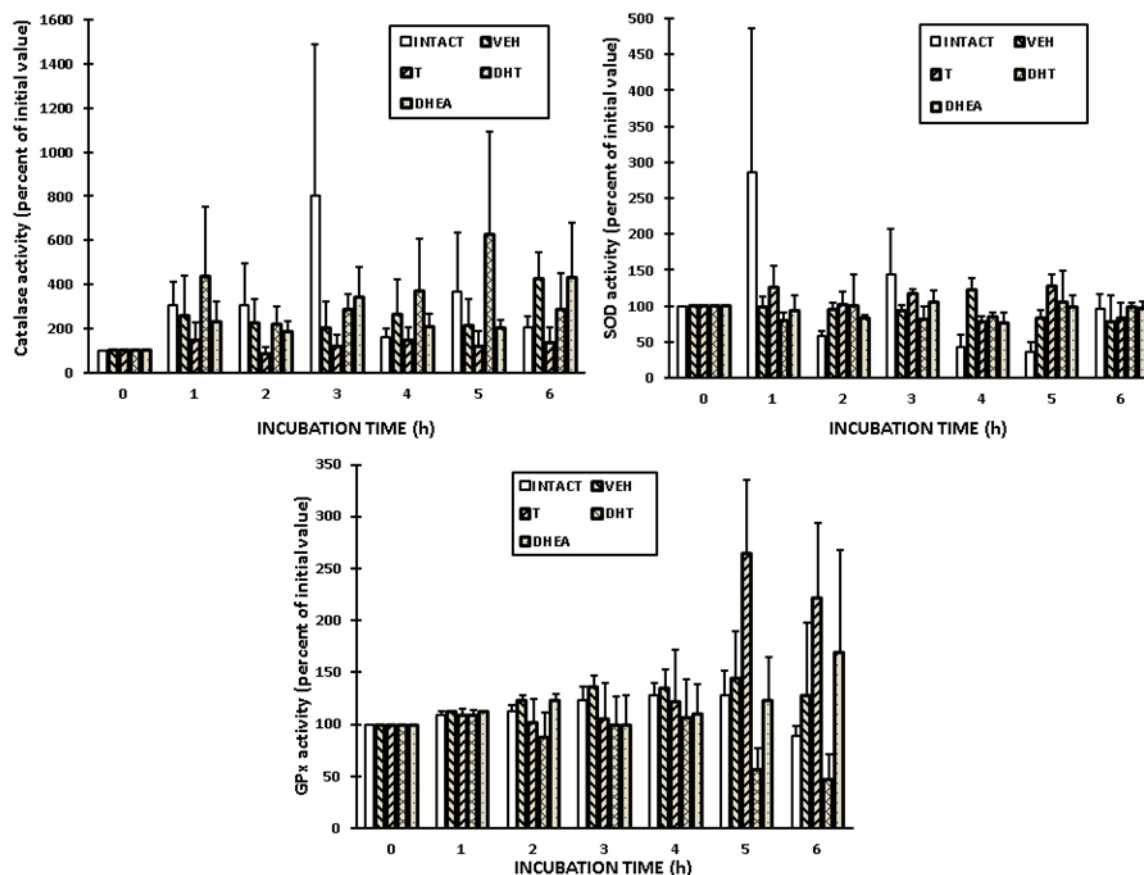 Catalase activity (percent of initial value)
1600
1400
1200
1000
800
600
400
200
0
INTACT VEH
T DHT
DHEA
0 1 2 3 4 5 6
INCUBATION TIME (h)
SOD activity (percent of initial value)
500
450
400
350
300
250
200
150
100
50
0
INTACT VEH
T DHT
DHEA
0 1 2 3 4 5 6
INCUBATION TIME (h)
GPx activity (percent of initial value)
350
300
250
200
150
100
50
0
INTACT VEH
T DHT
DHEA
0 1 2 3 4 5 6
INCUBATION TIME (h)